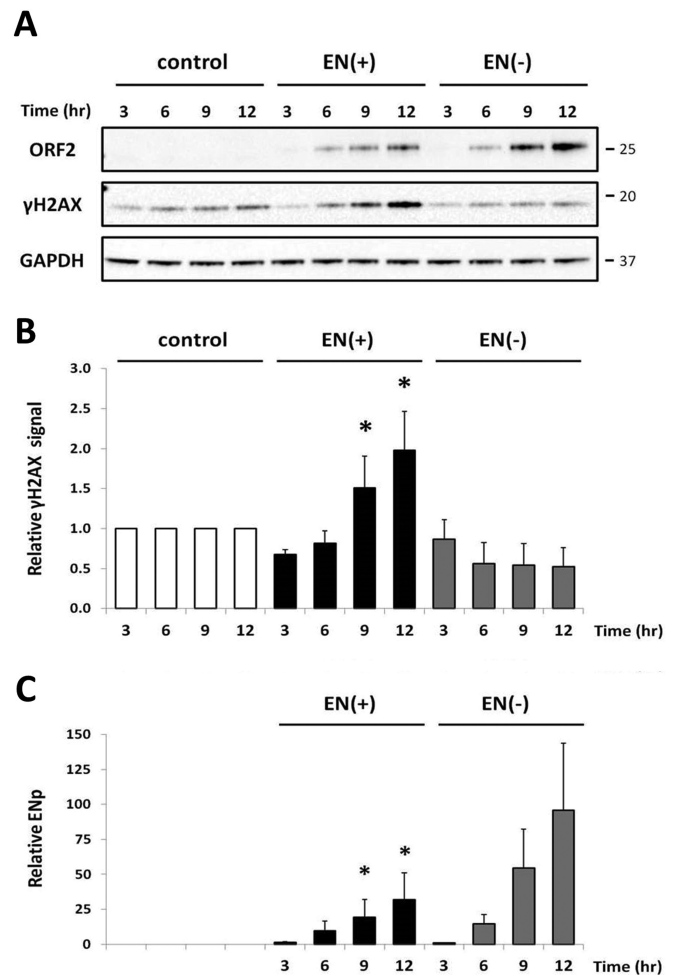 A
control EN(+) EN(-)
Time (hr) 3 6 9 12 3 6 9 12 3 6 9 12
ORF2 25
γH2AX 20
GAPDH 37
B
control EN(+) EN(-)
Relative γH2AX signal
3.0
2.5
2.0
1.5
1.0
0.5
0.0
* *
3 6 9 12 3 6 9 12 3 6 9 12 Time (hr)
C
EN(+) EN(-)
Relative ENp
150
125
100
75
50
25
0
* *
3 6 9 12 3 6 9 12 Time (hr)